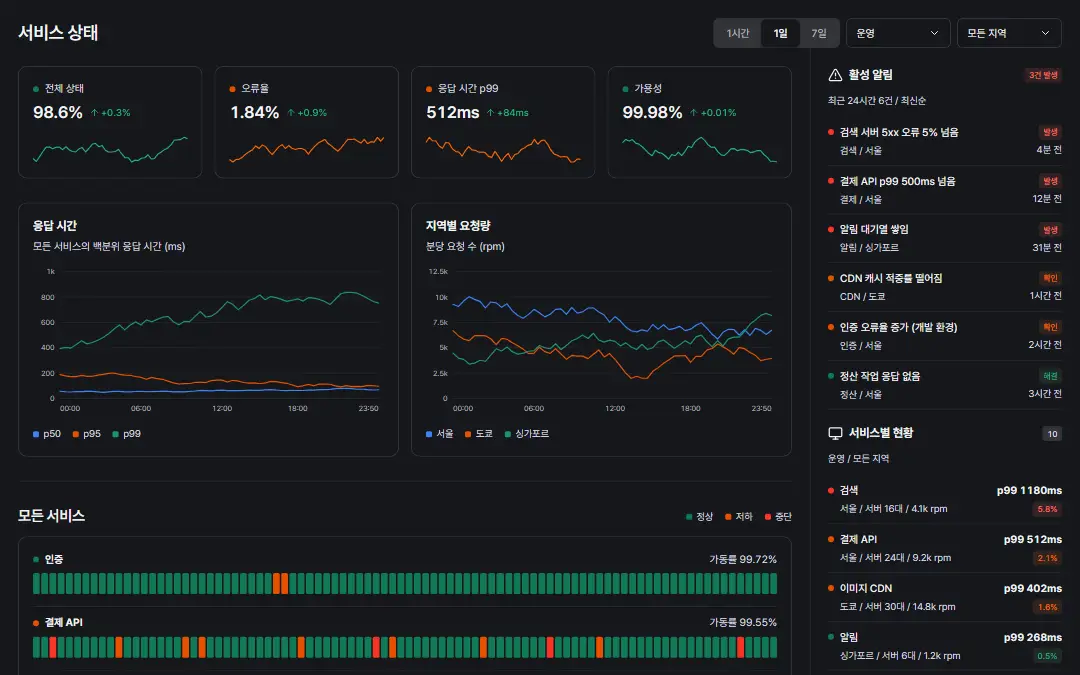 서비스 상태
1시간 1일 7일 운영 모든 지역
전체 상태
98.6% ↑ +0.3%
오류율
1.84% ↑ +0.9%
응답 시간 p99
512ms ↑ +84ms
가용성
99.98% ↑ +0.01%
응답 시간
모든 서비스의 백분위 응답 시간 (ms)
1k
800
600
400
200
0
00:00 06:00 12:00 18:00 23:50
p50 p95 p99
지역별 요청량
분당 요청 수 (rpm)
12.5k
10k
7.5k
5k
2.5k
0
00:00 06:00 12:00 18:00 23:50
서울 도쿄 싱가포르
모든 서비스
정상 저하 중단
인증 가동률 99.72%
결제 API 가동률 99.55%
활성 알림 3건 발생
최근 24시간 6건 / 최신순
검색 서버 5xx 오류 5% 넘음 발생
검색 / 서울 4분 전
결제 API p99 500ms 넘음 발생
결제 / 서울 12분 전
알림 대기열 쌓임 발생
알림 / 싱가포르 31분 전
CDN 캐시 적중률 떨어짐 확인
CDN / 도쿄 1시간 전
인증 오류율 증가 (개발 환경) 확인
인증 / 서울 2시간 전
정산 작업 응답 없음 해결
정산 / 서울 3시간 전
서비스별 현황 10
운영 / 모든 지역
검색 p99 1180ms
서울 / 서버 16대 / 4.1k rpm 5.8%
결제 API p99 512ms
서울 / 서버 24대 / 9.2k rpm 2.1%
이미지 CDN p99 402ms
도쿄 / 서버 30대 / 14.8k rpm 1.6%
알림 p99 268ms
싱가포르 / 서버 6대 / 1.2k rpm 0.5%